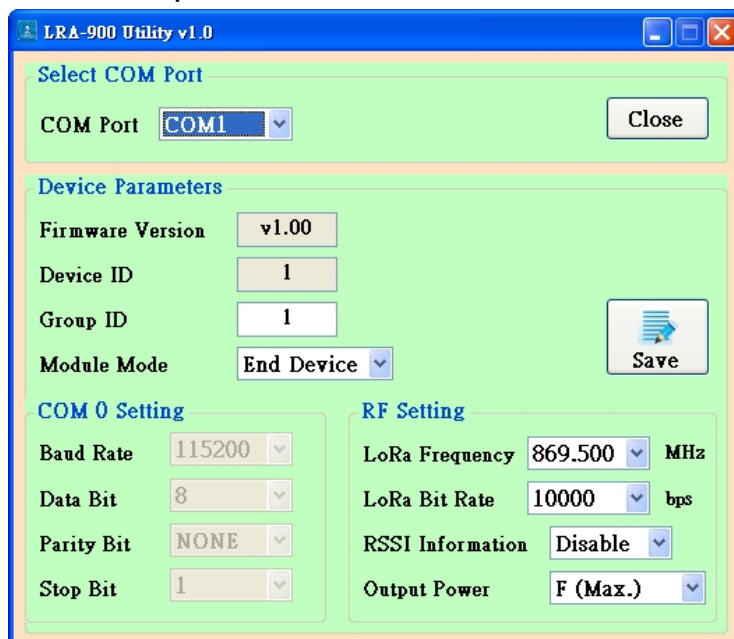 LRA-900 Utility v1.0
Select COM Port
COM Port COM1 Close
Device Parameters
Firmware Version v1.00
Device ID 1
Group ID 1
Module Mode End Device Save
COM 0 Setting
Baud Rate 115200
Data Bit 8
Parity Bit NONE
Stop Bit 1
RF Setting
LoRa Frequency 869.500 MHz
LoRa Bit Rate 10000 bps
RSSI Information Disable
Output Power F (Max.)